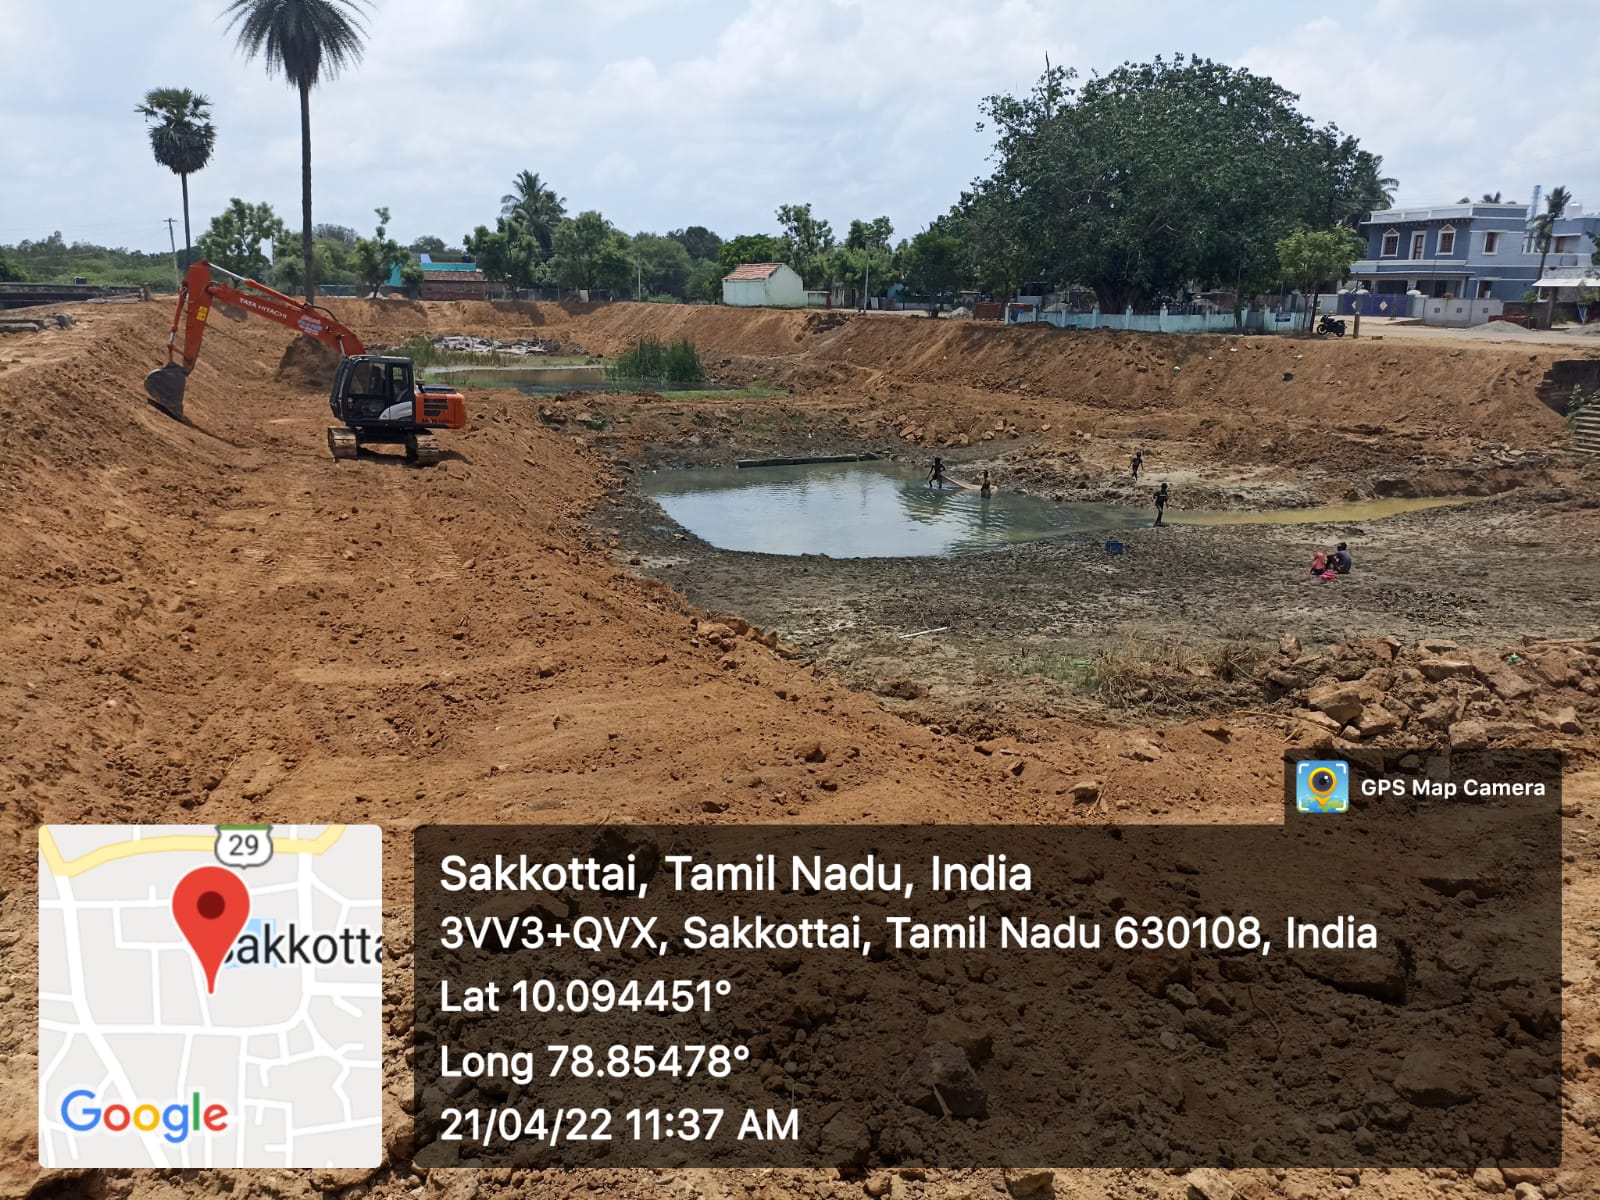 TATA HITACHI
GPS Map Camera
29
Sakkotta
Google
Sakkottai, Tamil Nadu, India
3VV3+QVX, Sakkottai, Tamil Nadu 630108, India
Lat 10.094451°
Long 78.85478°
21/04/22 11:37 AM